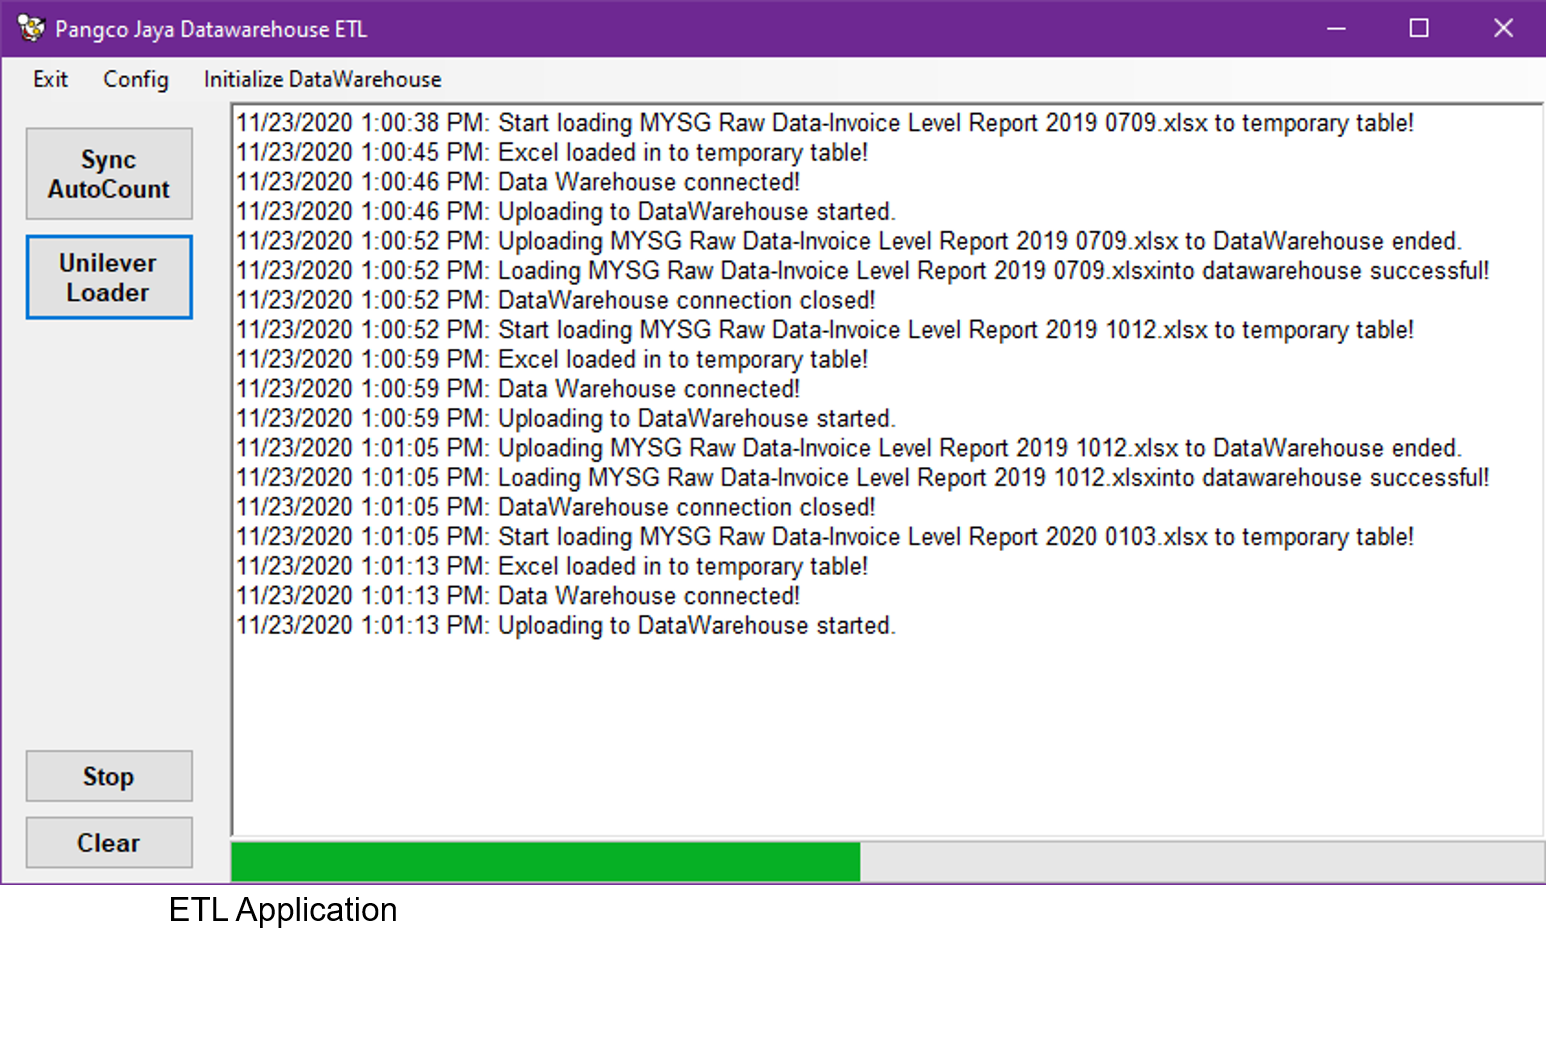 Pangco Jaya Datawarehouse ETL
Exit Config Initialize DataWarehouse
Sync
AutoCount
Unilever
Loader
Stop
Clear
11/23/2020 1:00:38 PM: Start loading MYSG Raw Data-Invoice Level Report 2019 0709.xlsx to temporary table!
11/23/2020 1:00:45 PM: Excel loaded in to temporary table!
11/23/2020 1:00:46 PM: Data Warehouse connected!
11/23/2020 1:00:46 PM: Uploading to DataWarehouse started.
11/23/2020 1:00:52 PM: Uploading MYSG Raw Data-Invoice Level Report 2019 0709.xlsx to DataWarehouse ended.
11/23/2020 1:00:52 PM: Loading MYSG Raw Data-Invoice Level Report 2019 0709.xlsxinto datawarehouse successful!
11/23/2020 1:00:52 PM: DataWarehouse connection closed!
11/23/2020 1:00:52 PM: Start loading MYSG Raw Data-Invoice Level Report 2019 1012.xlsx to temporary table!
11/23/2020 1:00:59 PM: Excel loaded in to temporary table!
11/23/2020 1:00:59 PM: Data Warehouse connected!
11/23/2020 1:00:59 PM: Uploading to DataWarehouse started.
11/23/2020 1:01:05 PM: Uploading MYSG Raw Data-Invoice Level Report 2019 1012.xlsx to DataWarehouse ended.
11/23/2020 1:01:05 PM: Loading MYSG Raw Data-Invoice Level Report 2019 1012.xlsxinto datawarehouse successful!
11/23/2020 1:01:05 PM: DataWarehouse connection closed!
11/23/2020 1:01:05 PM: Start loading MYSG Raw Data-Invoice Level Report 2020 0103.xlsx to temporary table!
11/23/2020 1:01:13 PM: Excel loaded in to temporary table!
11/23/2020 1:01:13 PM: Data Warehouse connected!
11/23/2020 1:01:13 PM: Uploading to DataWarehouse started.
ETL Application